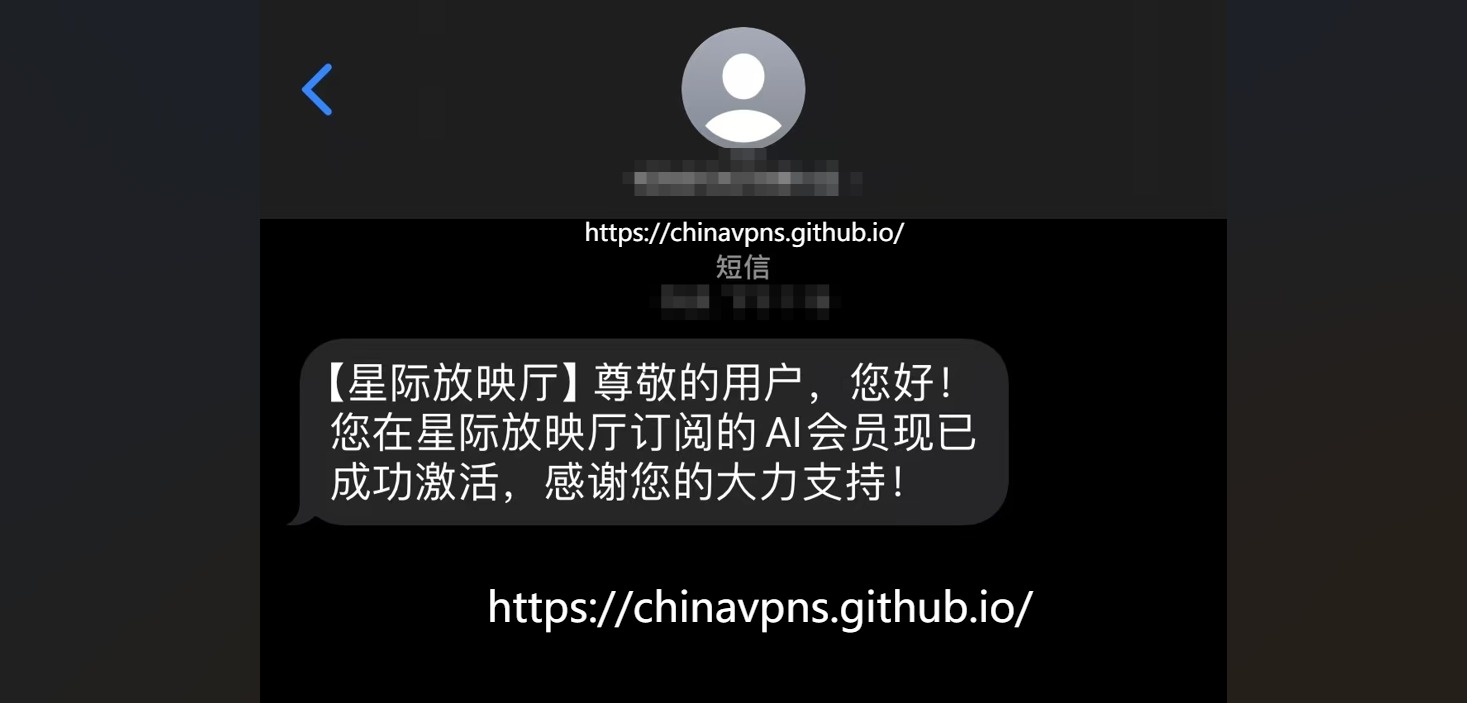 https://chinavpns.github.io/
短信
【星际放映厅】尊敬的用户，您好！
您在星际放映厅订阅的AI会员现已
成功激活，感谢您的大力支持！
https://chinavpns.github.io/